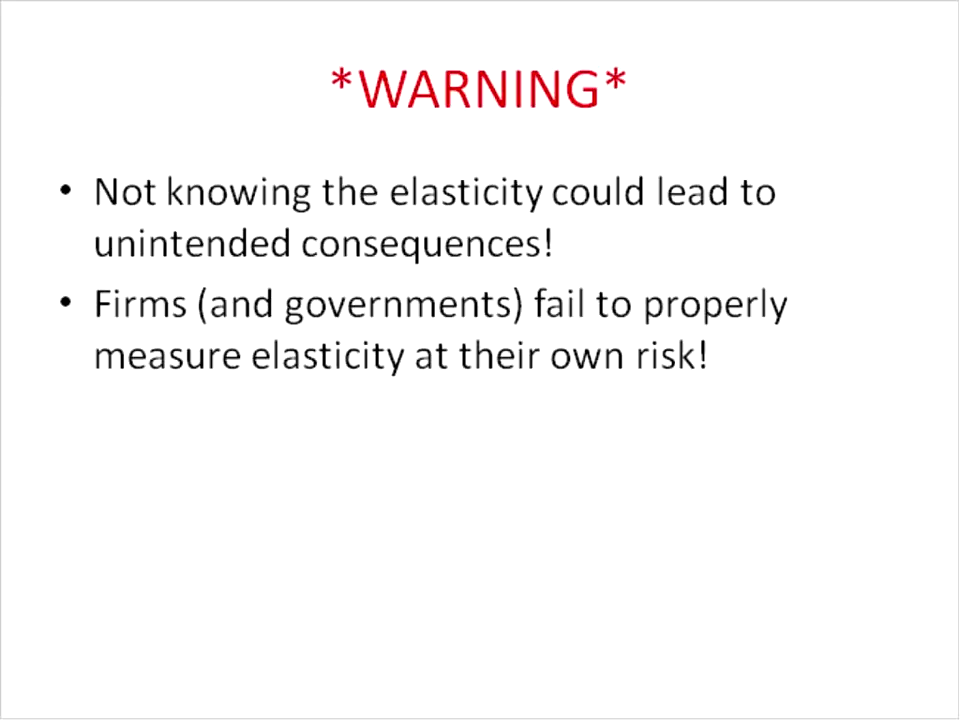 *WARNING*
• Not knowing the elasticity could lead to
unintended consequences!
• Firms (and governments) fail to properly
measure elasticity at their own risk!